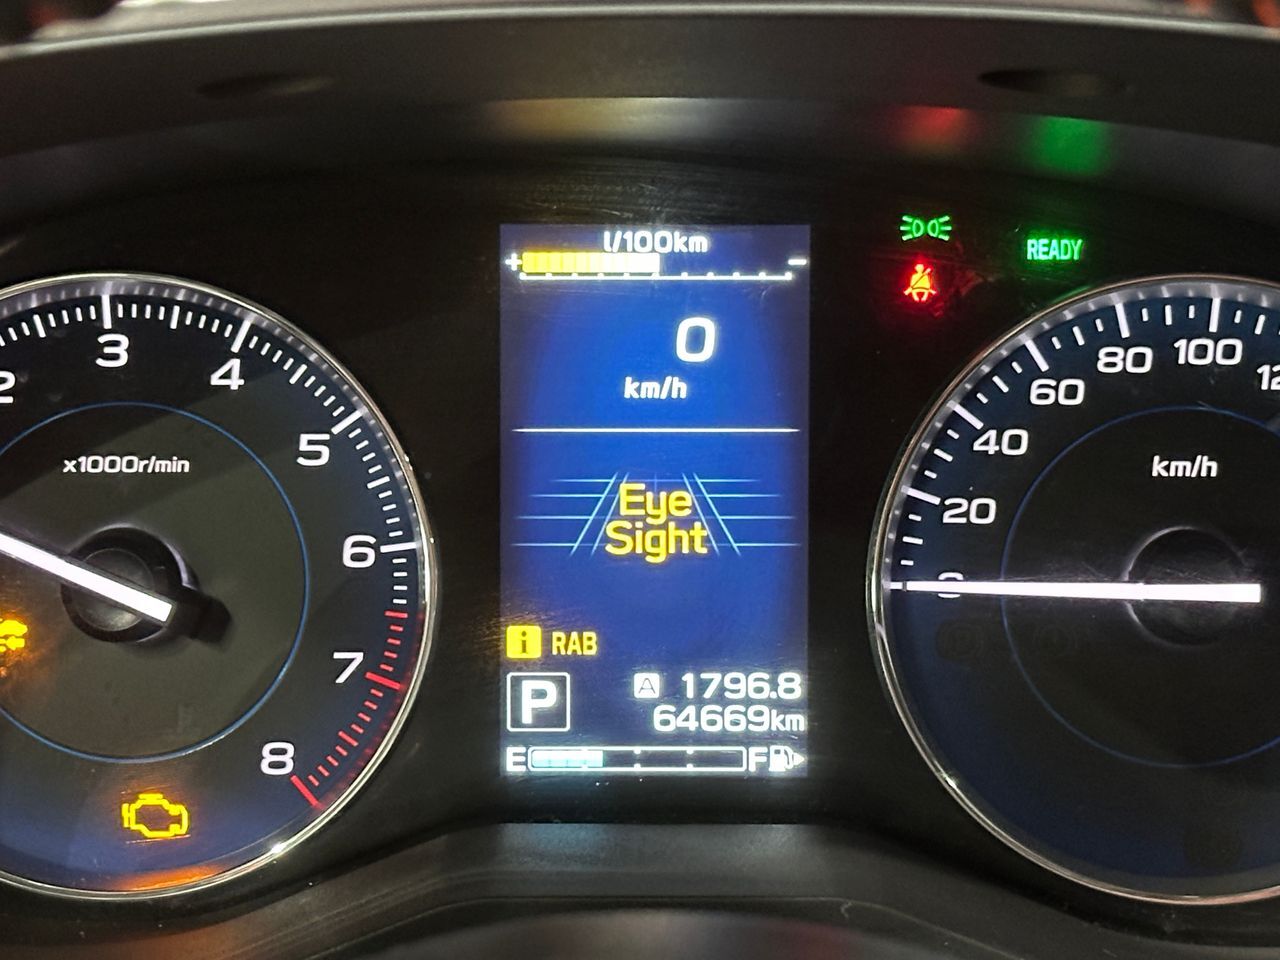 l/100km
+ -
0
km/h
Eye
Sight
i RAB
P
A 1796.8
64669km
E F
2
3
4
5
6
7
8
x1000r/min
READY
0
20
40
60
80
100
km/h